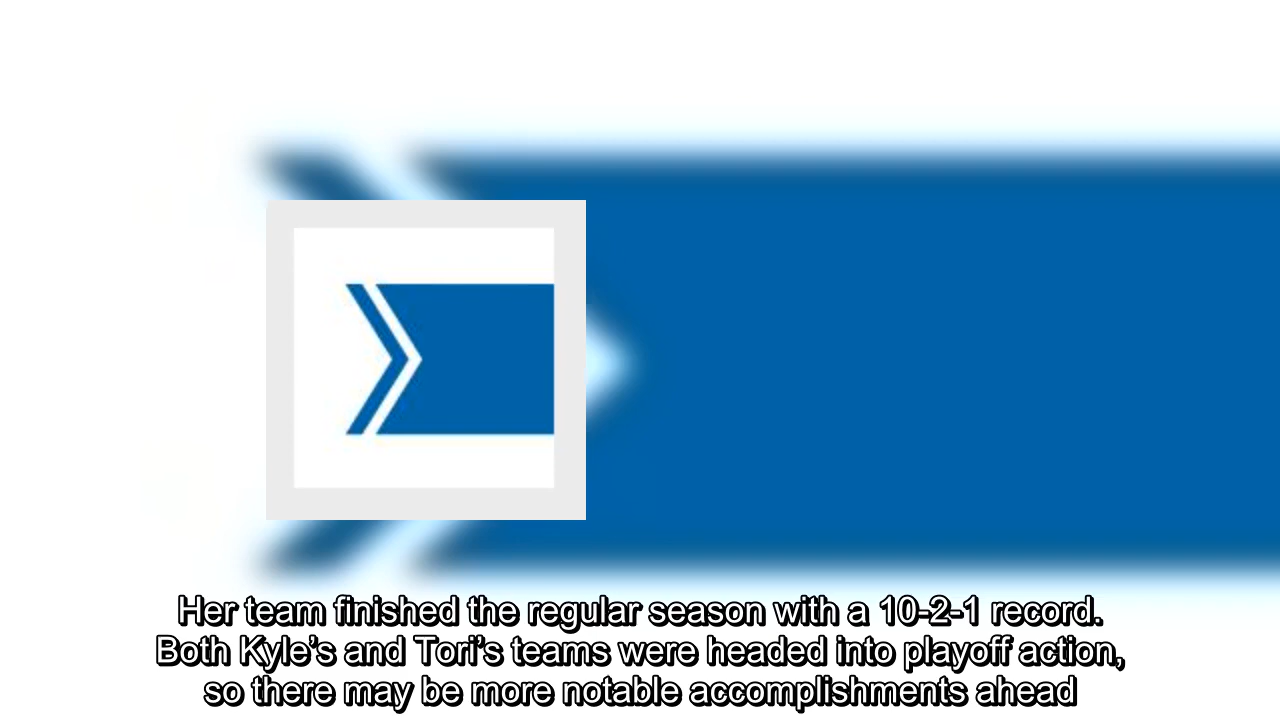 Her team finished the regular season with a 10-2-1 record.
Both Kyle's and Tori's teams were headed into playoff action,
so there may be more notable accomplishments ahead